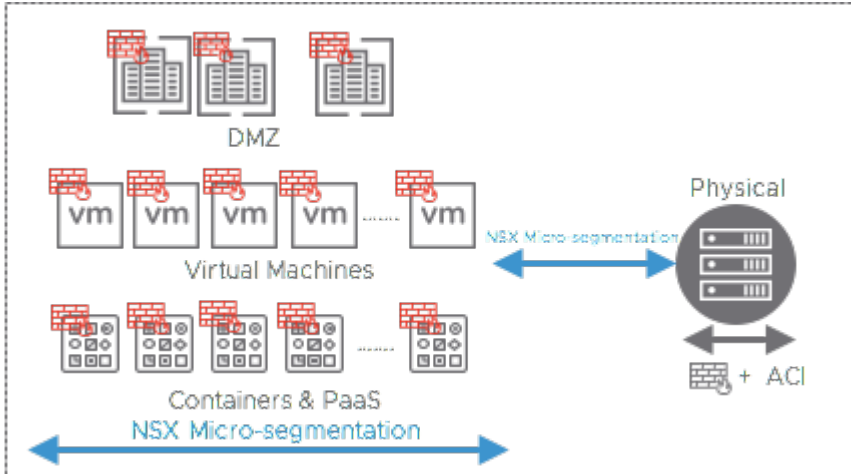 DMZ
vm vm vm vm ........ vm
Virtual Machines
Containers & PaaS
NSX Micro-segmentation
NSX Micro-segmentation
Physical
+ ACI